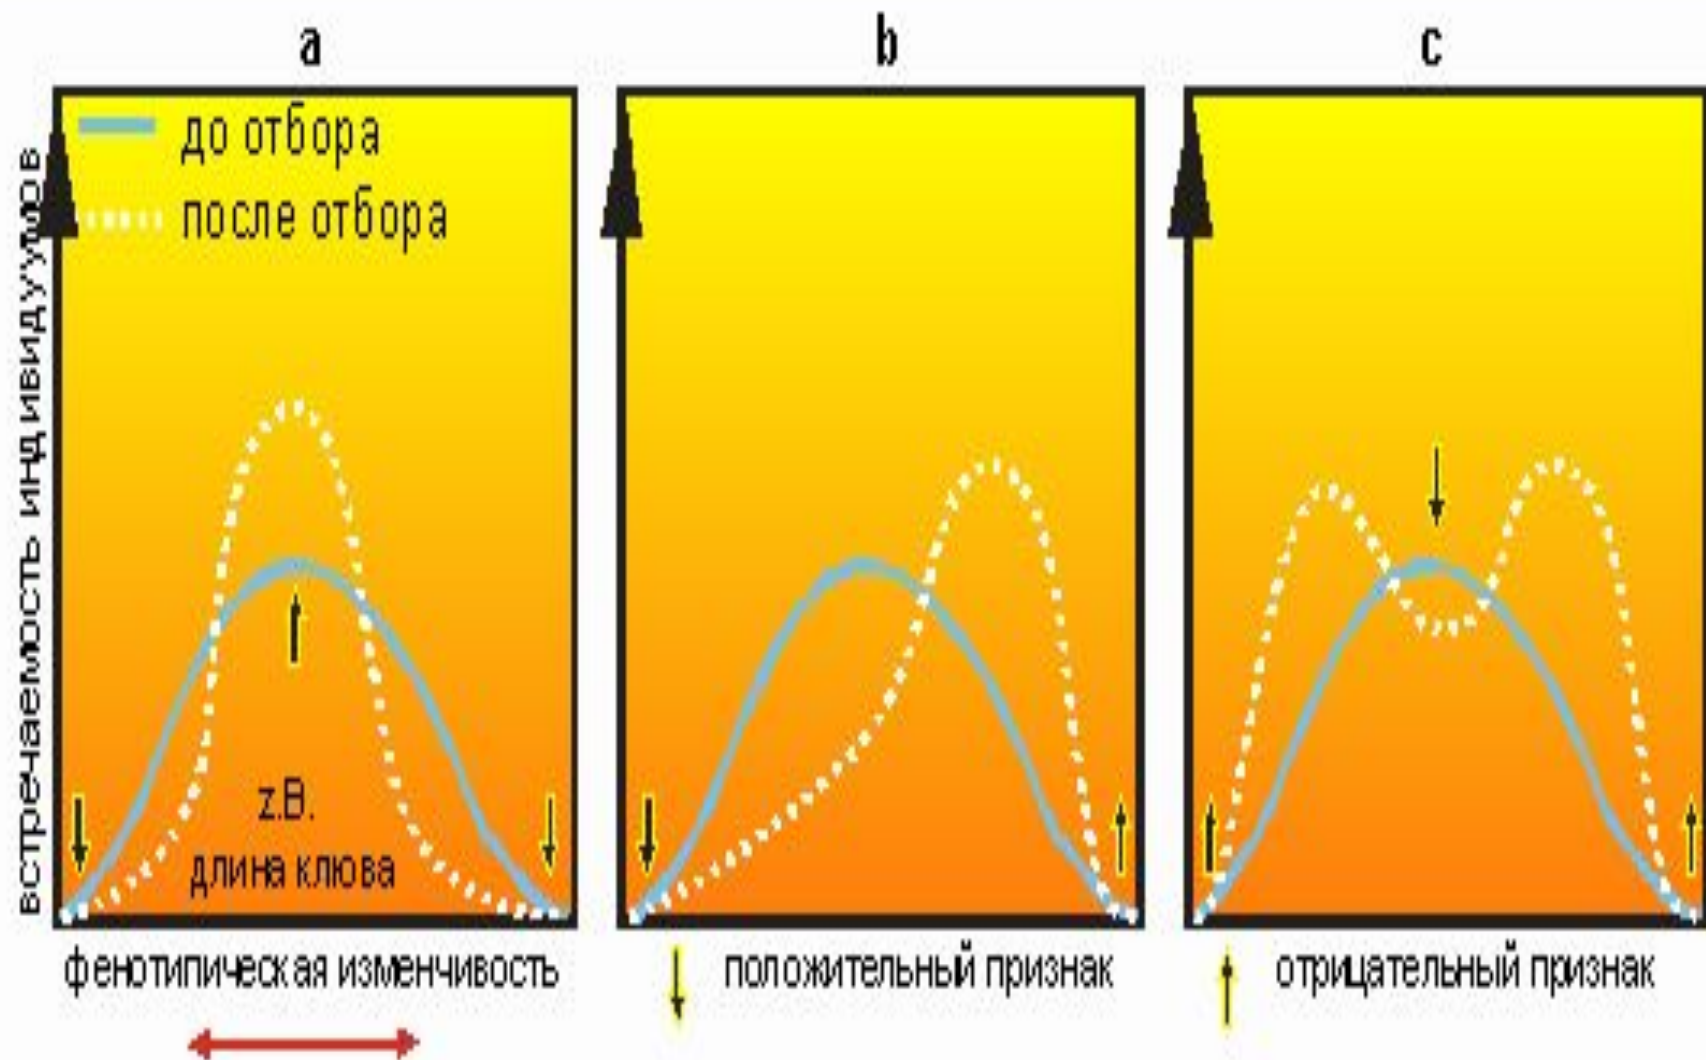 a
b
c
до отбора
после отбора
встречаемость индивидуумов
z.B.
длина клюва
фенотипическая изменчивость
положительный признак
отрицательный признак